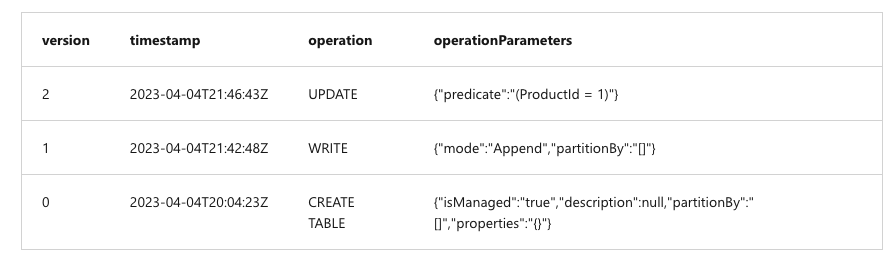 version timestamp operation operationParameters
2 2023-04-04T21:46:43Z UPDATE {"predicate":"(ProductId = 1)"}
1 2023-04-04T21:42:48Z WRITE {"mode":"Append","partitionBy":"[]"}
0 2023-04-04T20:04:23Z CREATE {"isManaged":"true","description":null,"partitionBy":"
TABLE []","properties":"{}"}